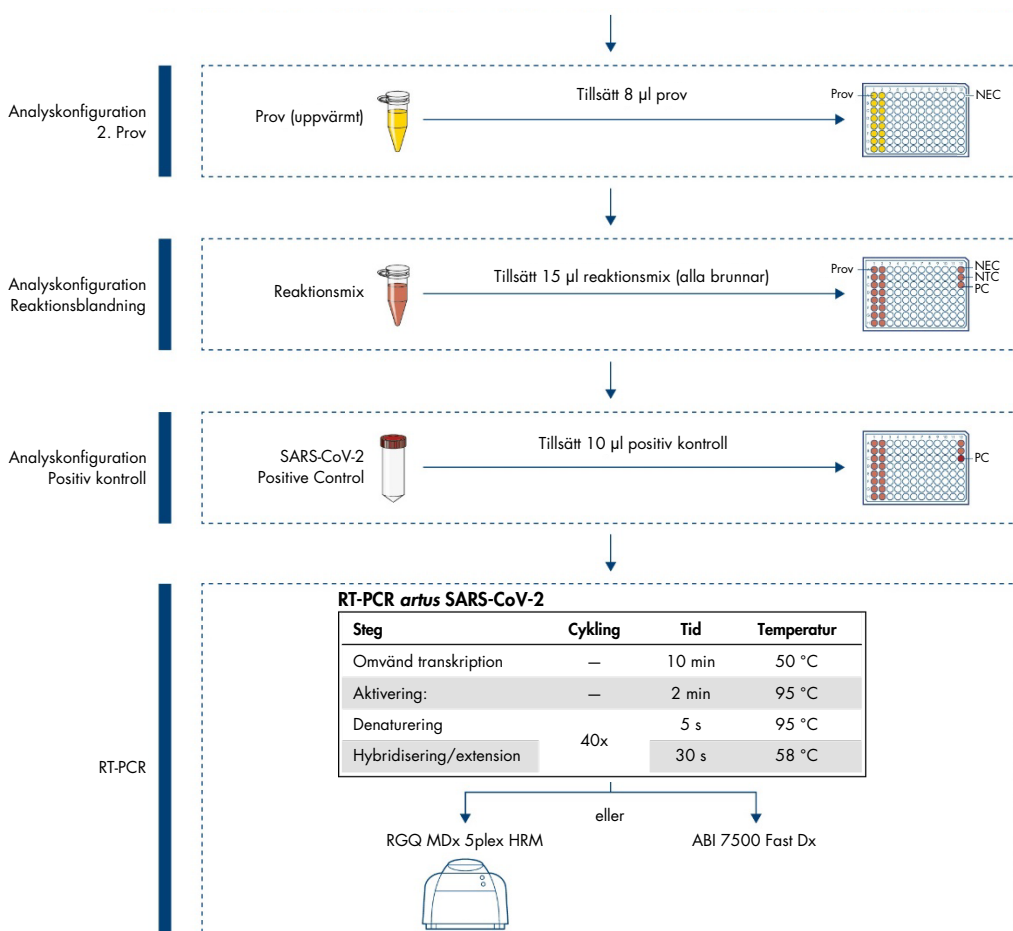 Analyskonfiguration
2. Prov
Prov (uppvärmt)
Tillsätt 8 µl prov
Prov
NEC
Analyskonfiguration
Reaktionsblandning
Reaktionsmix
Tillsätt 15 µl reaktionsmix (alla brunnar)
Prov
NEC
NTC
PC
Analyskonfiguration
Positiv kontroll
SARS-CoV-2
Positive Control
Tillsätt 10 µl positiv kontroll
PC
RT-PCR
RT-PCR artus SARS-CoV-2
Steg Cykling Tid Temperatur
Omvänd transkription — 10 min 50 °C
Aktivering: — 2 min 95 °C
Denaturering 5 s 95 °C
40x
Hybridisering/extension 30 s 58 °C
eller
RGQ MDx 5plex HRM
ABI 7500 Fast Dx